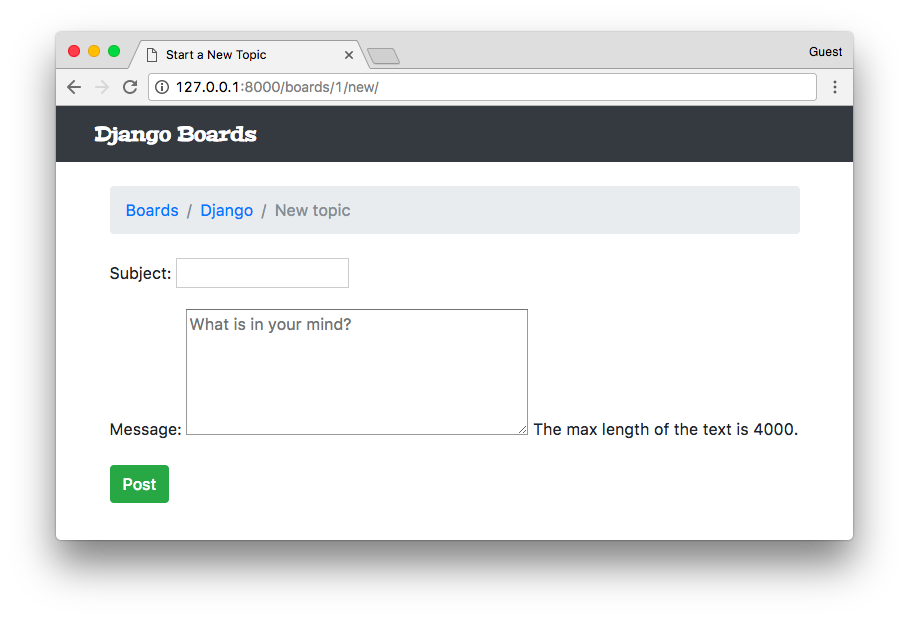 Start a New Topic
Guest
127.0.0.1:8000/boards/1/new/
Django Boards
Boards / Django / New topic
Subject:
What is in your mind?
Message: The max length of the text is 4000.
Post